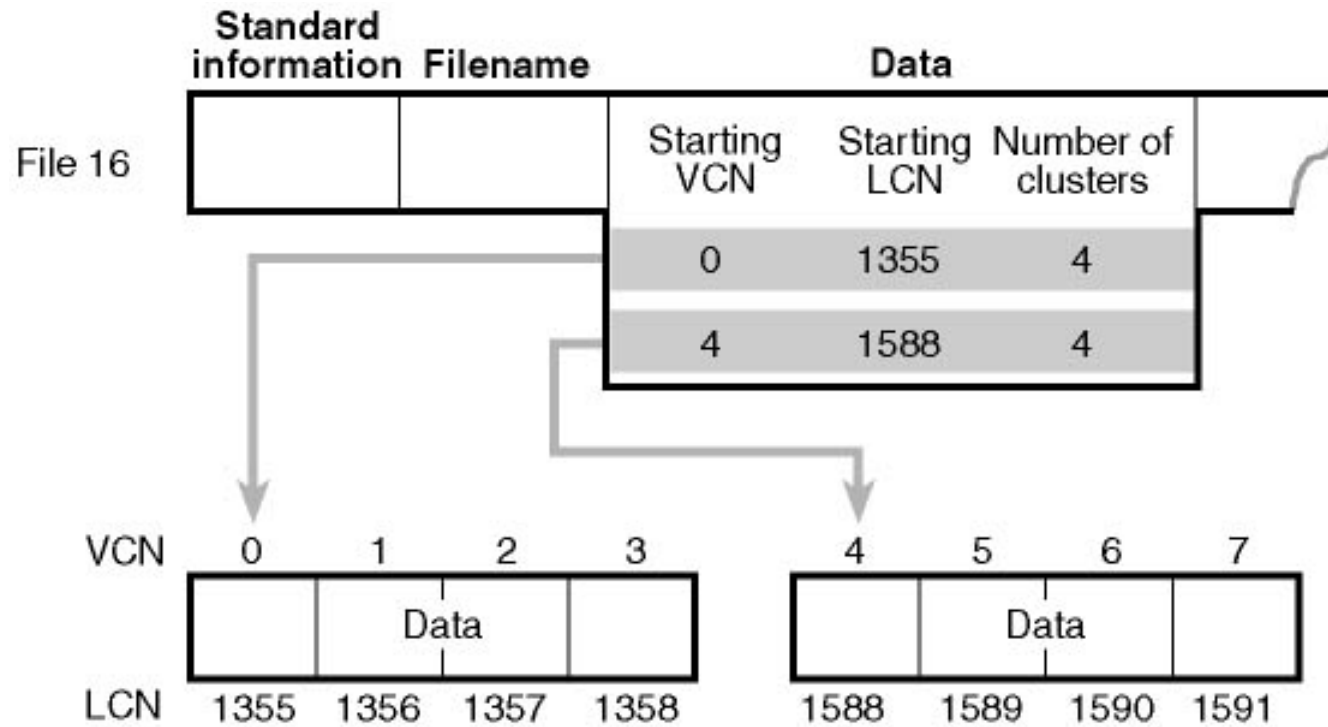 Standard
information Filename Data
File 16
Starting Starting Number of
VCN LCN clusters
0 1355 4
4 1588 4
VCN 0 1 2 3 4 5 6 7
Data Data
LCN 1355 1356 1357 1358 1588 1589 1590 1591